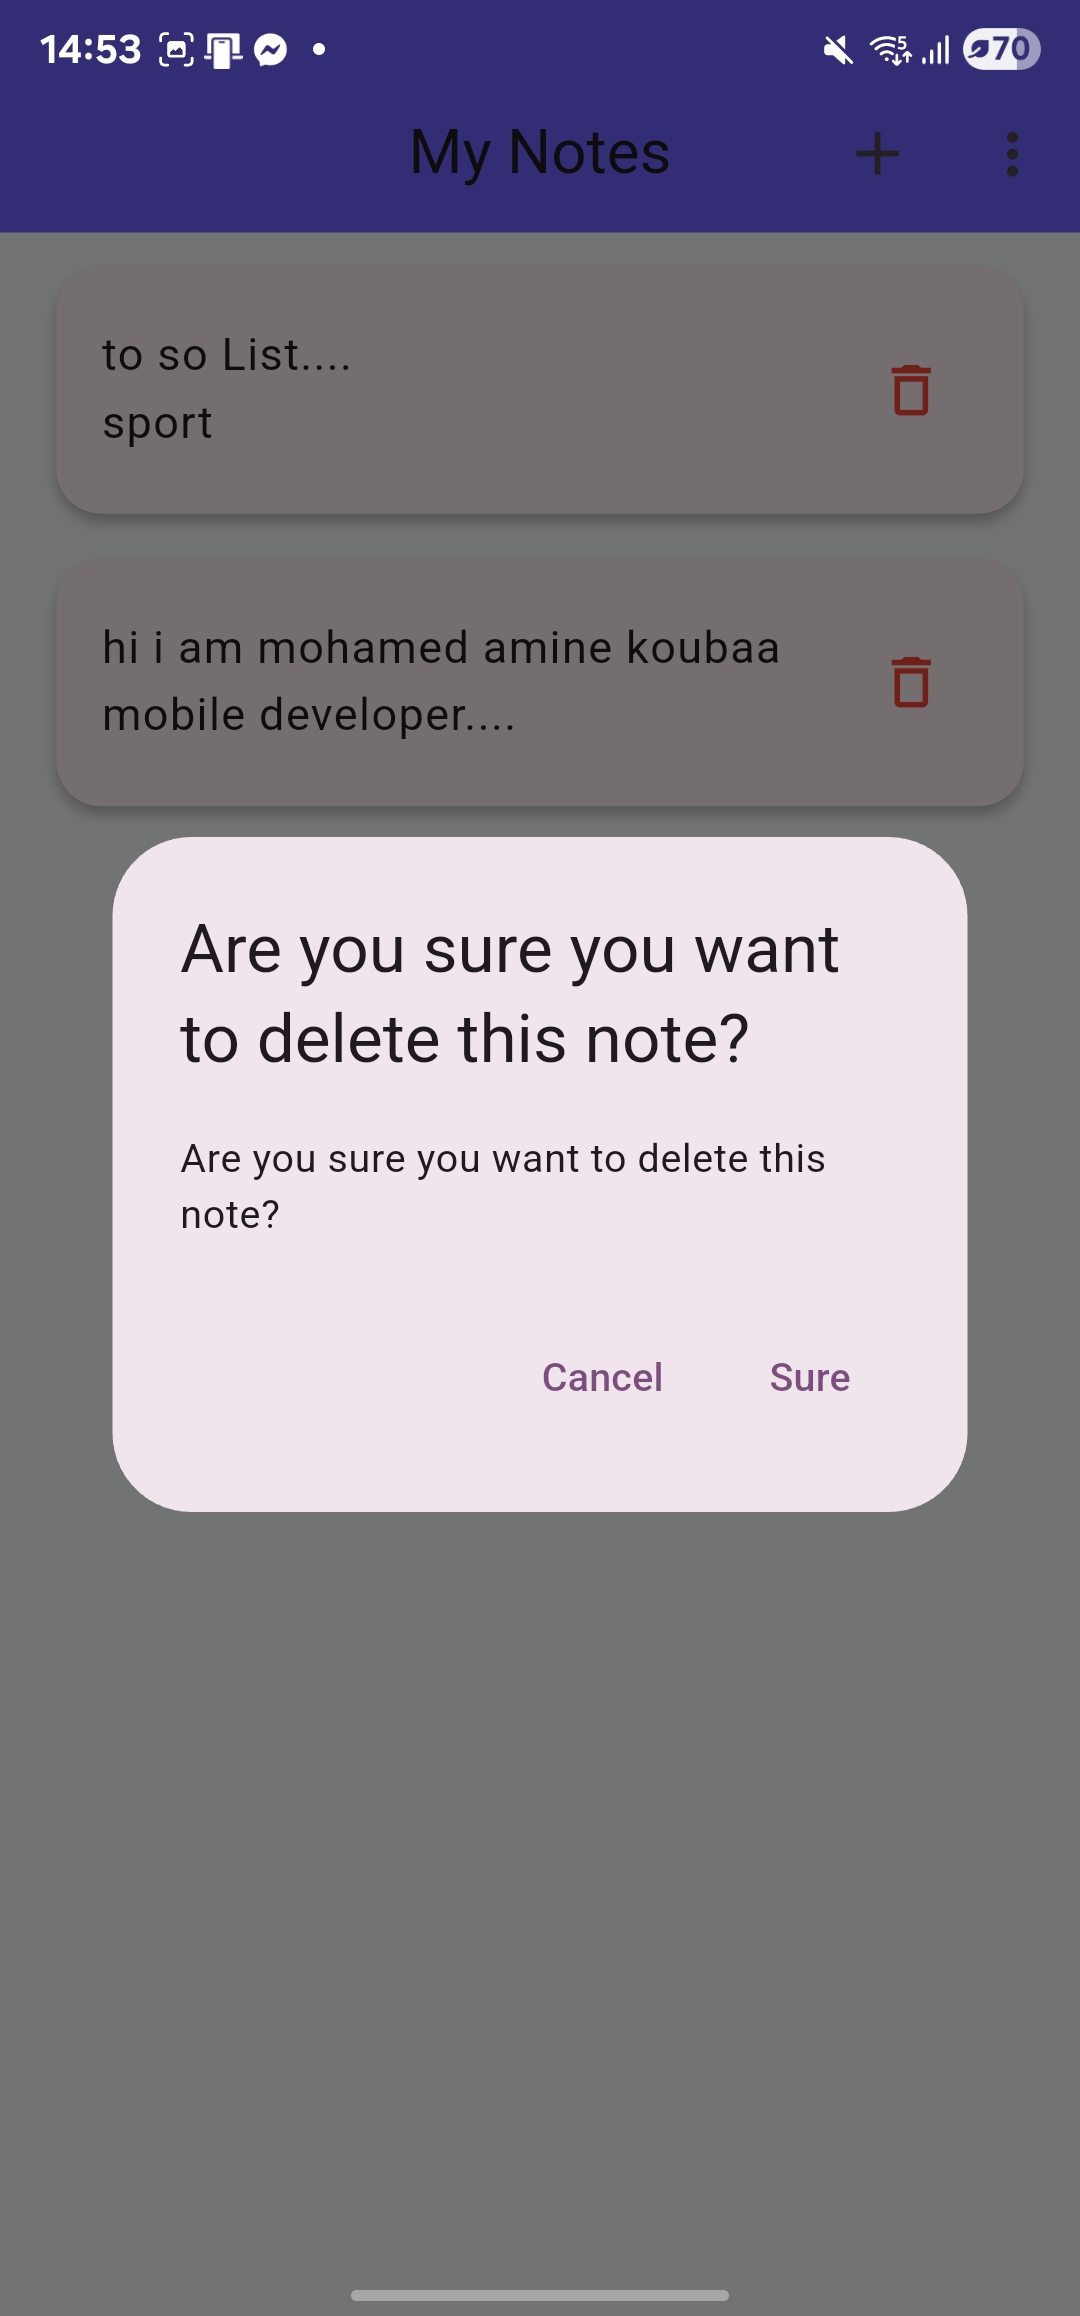 14:53
5
70
My Notes
to so List....
sport
hi i am mohamed amine koubaa
mobile developer....
Are you sure you want
to delete this note?
Are you sure you want to delete this
note?
Cancel Sure